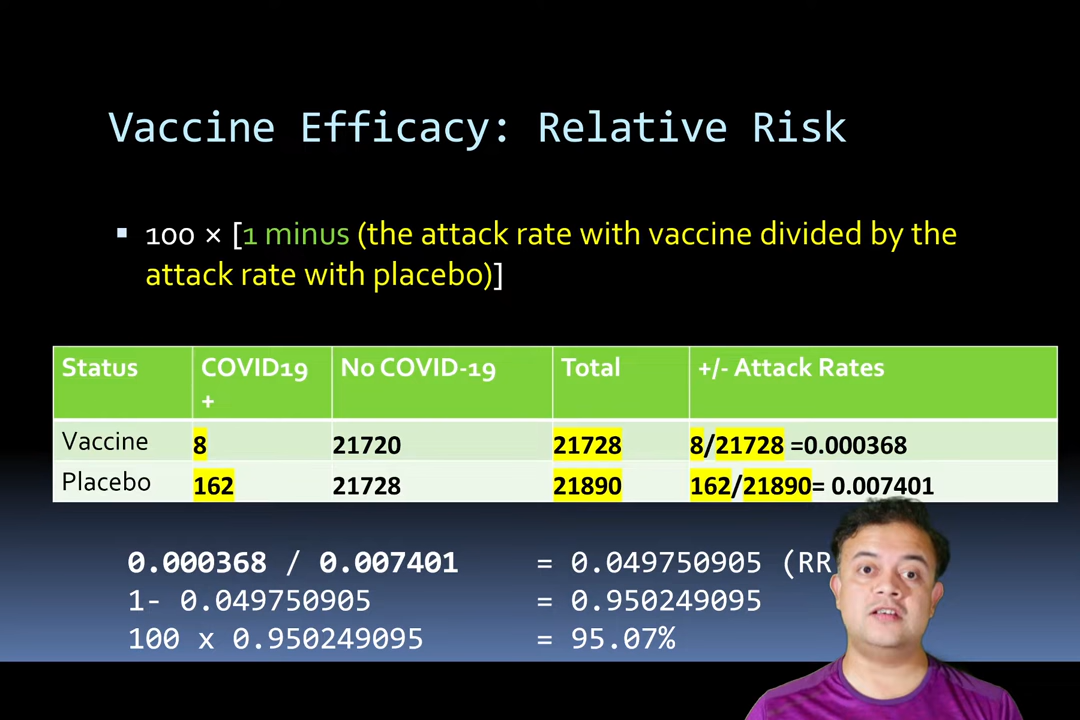 Vaccine Efficacy: Relative Risk
▪ 100 × [1 minus (the attack rate with vaccine divided by the
attack rate with placebo)]
Status COVID19 No COVID-19 Total +/- Attack Rates
+
Vaccine 8 21720 21728 8/21728 =0.000368
Placebo 162 21728 21890 162/21890= 0.007401
0.000368 / 0.007401 = 0.049750905 (RR
1- 0.049750905 = 0.950249095
100 x 0.950249095 = 95.07%